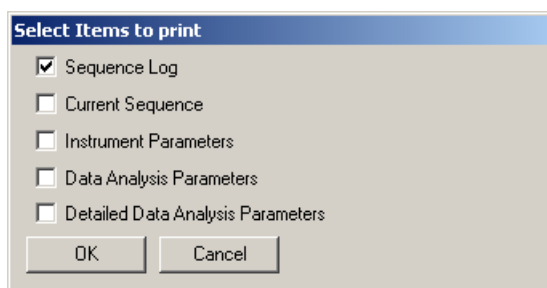 Select Items to print
Sequence Log
Current Sequence
Instrument Parameters
Data Analysis Parameters
Detailed Data Analysis Parameters
OK Cancel